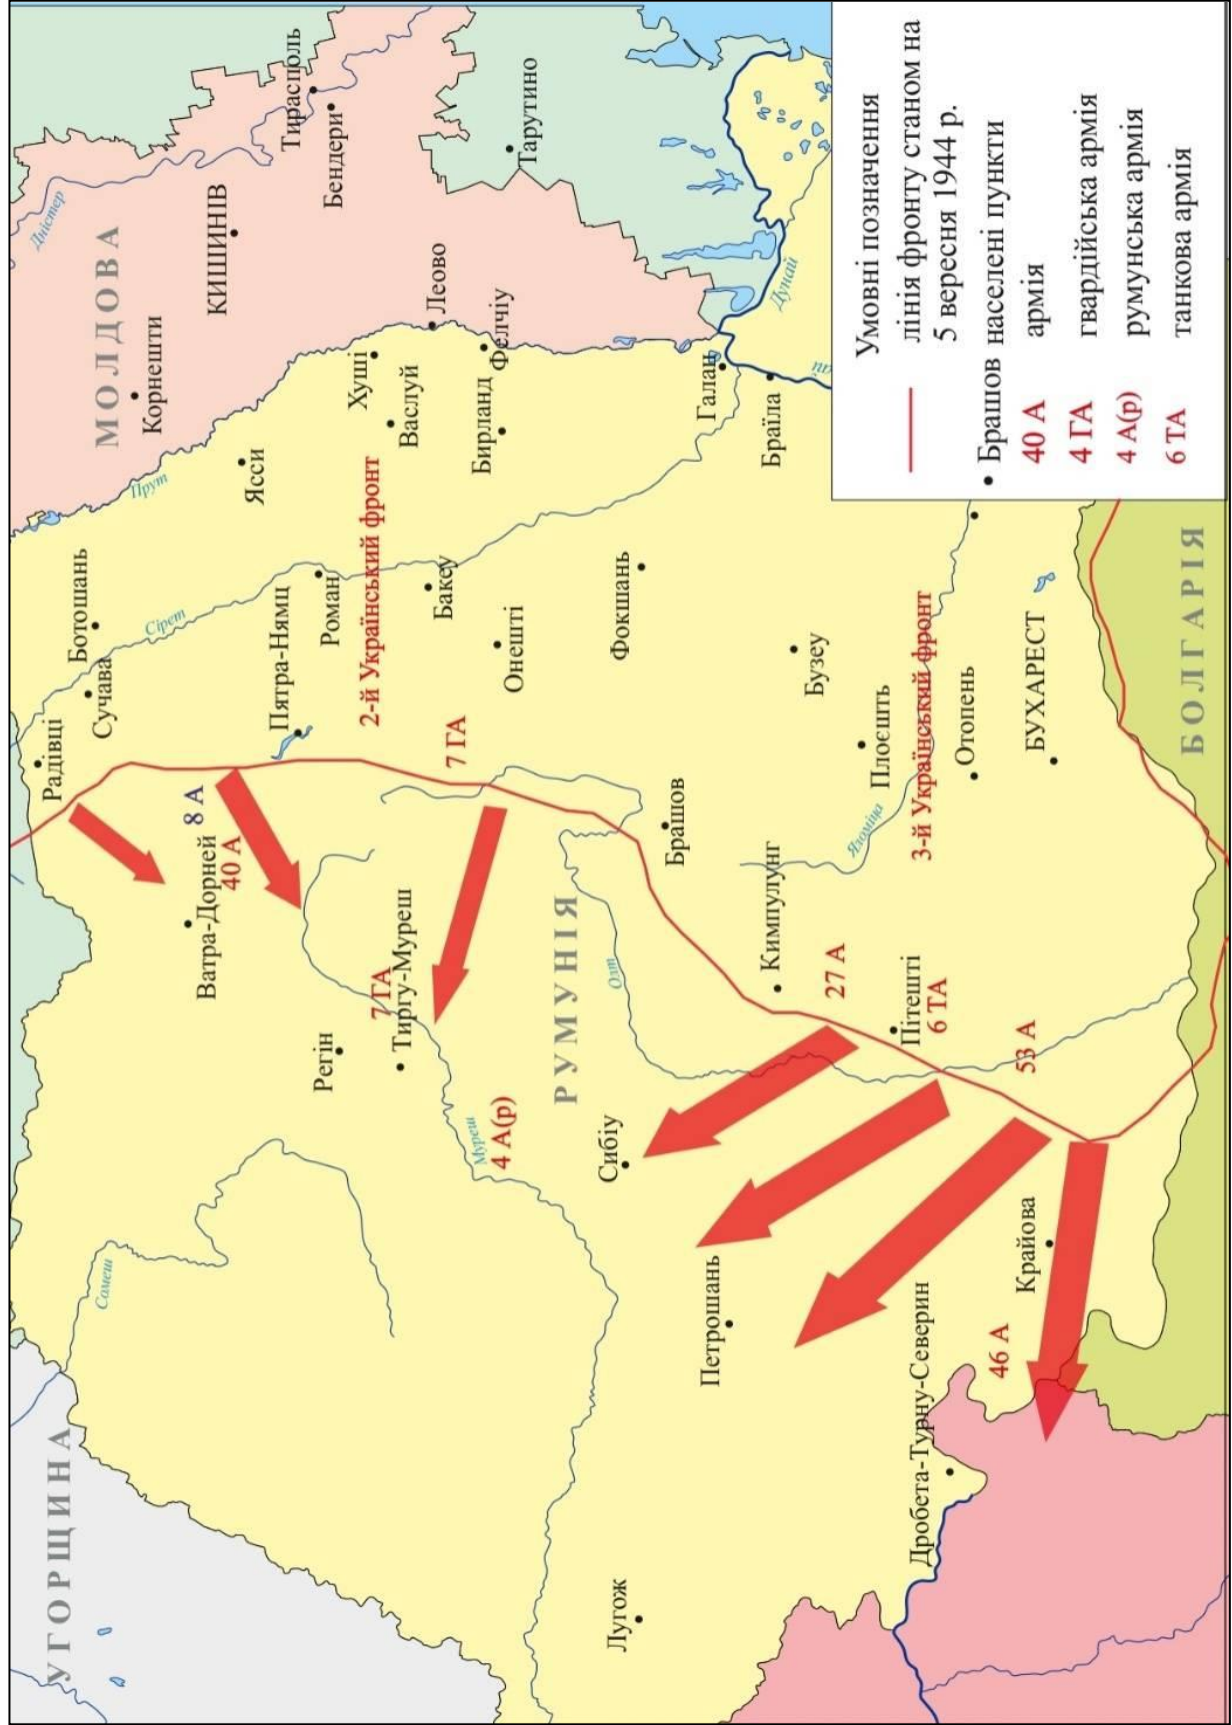 УГОРЩИНА
МОЛДОВА
РУМУНІЯ
БОЛГАРІЯ
Радівці
Сучава
Ботошань
Прут
Корнешти
Дністер
КИШИНІВ
Тирасполь
Бендери
Тарутино
Сомеш
Ватра-Дорней
8 А
40 А
Сірет
Пятра-Нямц
Роман
Ясси
Хуші
Васлуй
Леово
Фелчіу
Бирланд
2-й Український фронт
Бакеу
Онешті
7 ГА
7 ГА
Регін
Тиргу-Муреш
Муреш
4 А(р)
Олт
Сибіу
Брашов
Фокшань
Галац
Браїла
Дунай
Лугож
Петрошань
Кимпулунг
27 А
Бузеу
Плоєшть
Яломіца
3-й Український фронт
Пітешті
6 ТА
Отопень
БУХАРЕСТ
53 А
Дробета-Турну-Северин
Крайова
46 А
Умовні позначення
лінія фронту станом на
5 вересня 1944 р.
Брашов населені пункти
40 А армія
4 ГА гвардійська армія
4 А(р) румунська армія
6 ТА танкова армія